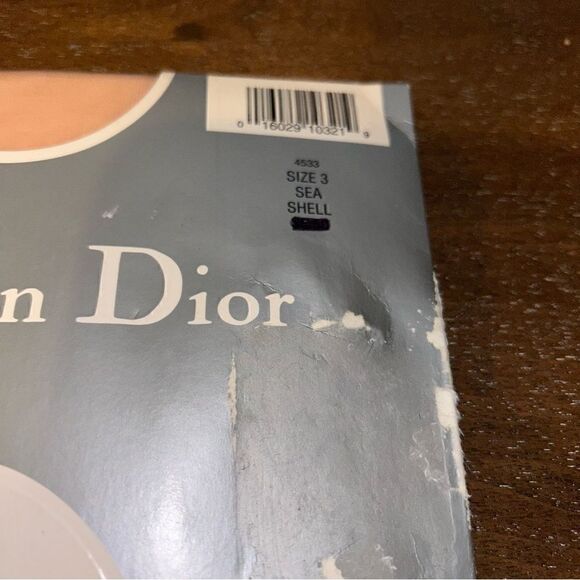 0 16029 10321 9
4533
SIZE 3
SEA
SHELL
n Dior